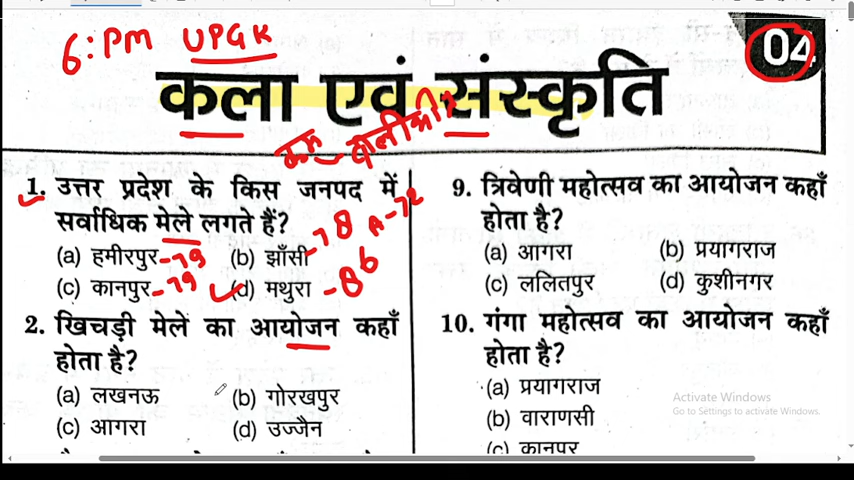 6:PM UPGK
04
कला एवं संस्कृति
1. उत्तर प्रदेश के किस जनपद में
सर्वाधिक मेले लगते हैं?
(a) हमीरपुर -79 (b) झाँसी -78 A-72
(c) कानपुर -79 (d) मथुरा -86
2. खिचड़ी मेले का आयोजन कहाँ
होता है?
(a) लखनऊ (b) गोरखपुर
(c) आगरा (d) उज्जैन
9. त्रिवेणी महोत्सव का आयोजन कहाँ
होता है?
(a) आगरा (b) प्रयागराज
(c) ललितपुर (d) कुशीनगर
10. गंगा महोत्सव का आयोजन कहाँ
होता है?
(a) प्रयागराज
(b) वाराणसी
(c) कानपुर
Activate Windows
Go to Settings to activate Windows.